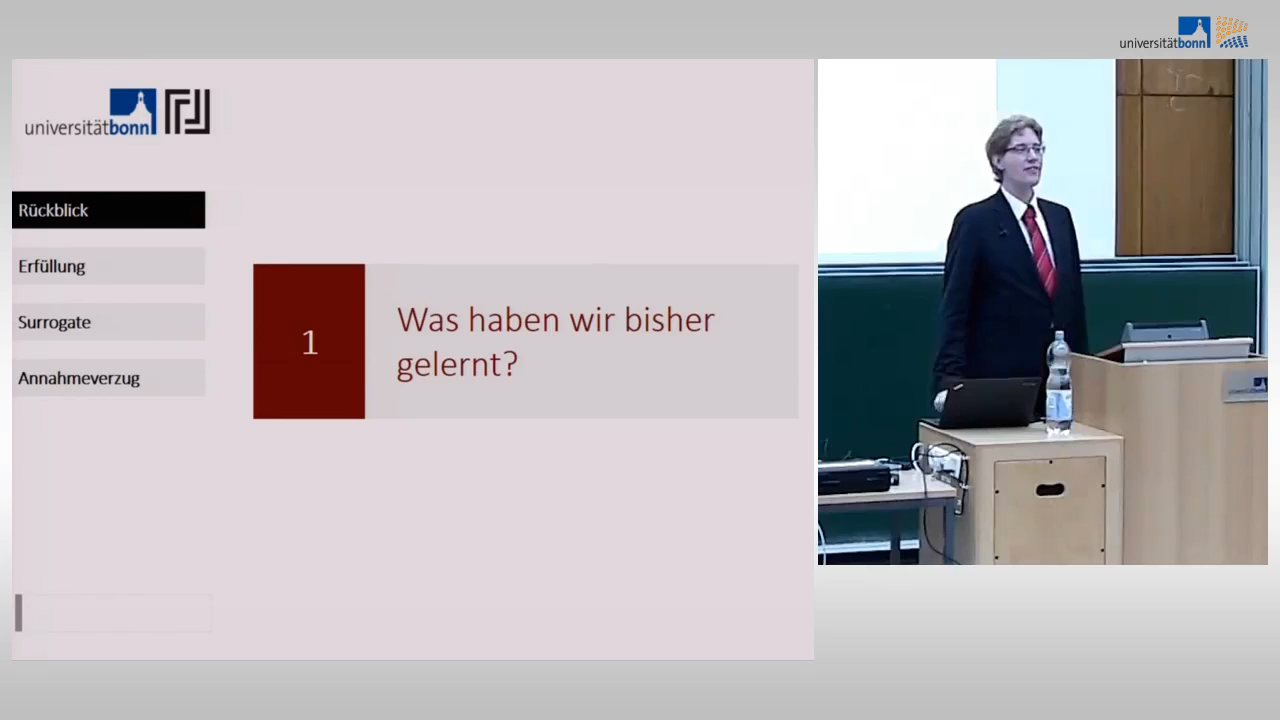 universitätbonn
universitätbonn
Rückblick
Erfüllung
Surrogate
Annahmeverzug
1
Was haben wir bisher
gelernt?